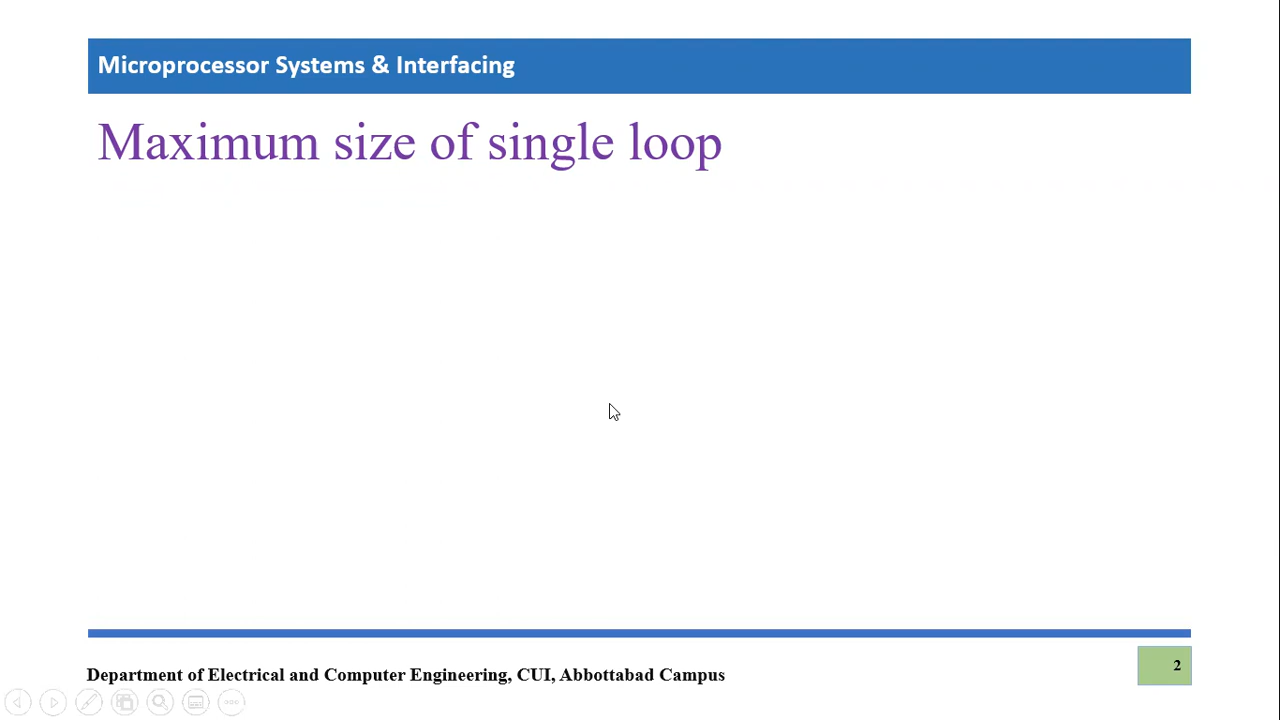 Microprocessor Systems & Interfacing
Maximum size of single loop
Department of Electrical and Computer Engineering, CUI, Abbottabad Campus
2